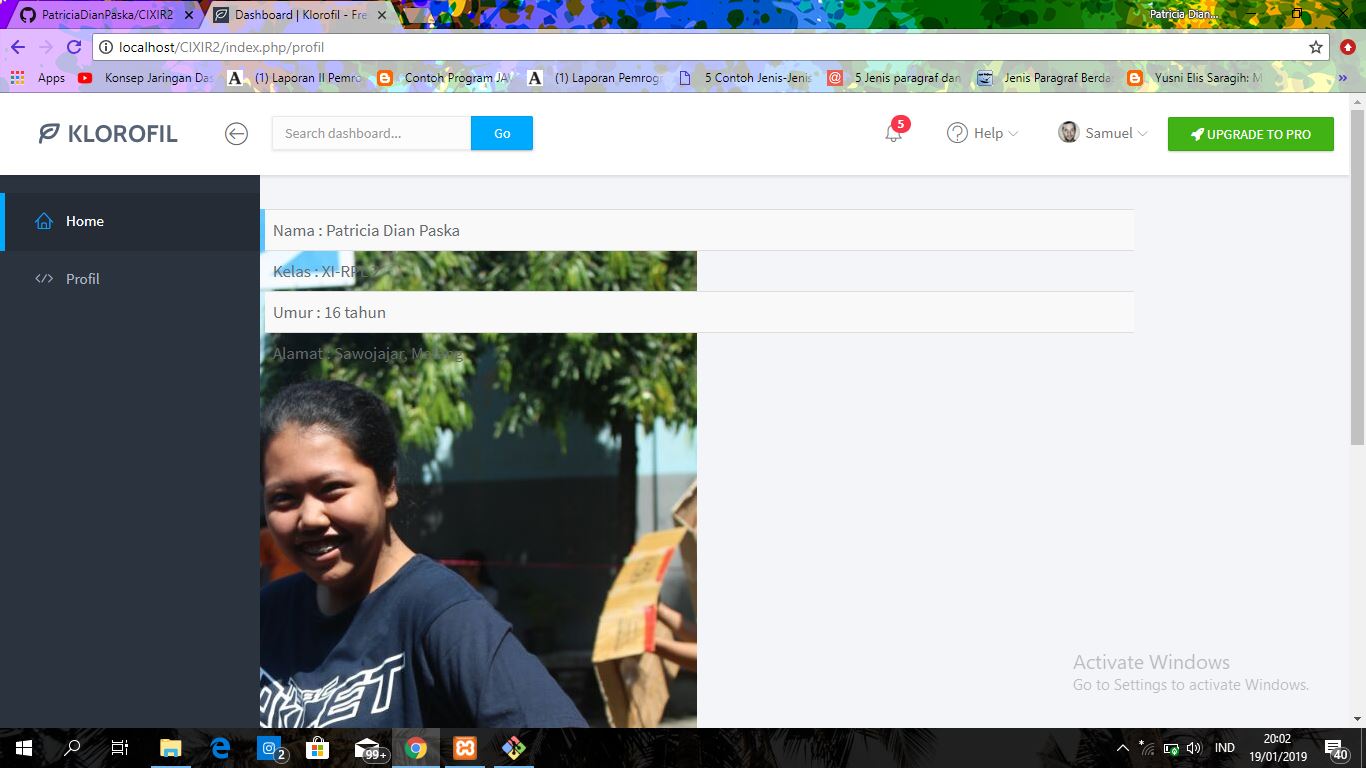 PatriciaDianPaska/CIXIR2
Dashboard | Klorofil - Fre
Patricia Dian...
localhost/CIXIR2/index.php/profil
Apps
Konsep Jaringan Das
(1) Laporan II Pemro
Contoh Program JAV
(1) Laporan Pemrog
5 Contoh Jenis-Jenis
5 Jenis paragraf dan
Jenis Paragraf Berdas
Yusni Elis Saragih: M
KLOROFIL
Search dashboard...
Go
5
Help
Samuel
UPGRADE TO PRO
Home
Profil
Nama : Patricia Dian Paska
Kelas : XI-RPL
Umur : 16 tahun
Alamat : Sawojajar, Malang
Activate Windows
Go to Settings to activate Windows.
2
99+
IND
20:02
19/01/2019
40